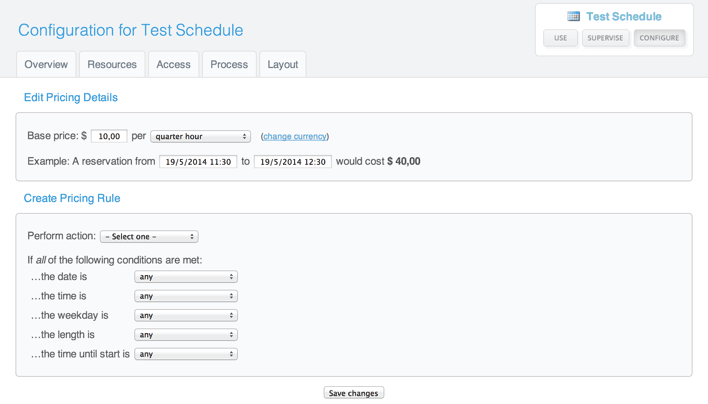 Configuration for Test Schedule
Test Schedule
USE SUPERVISE CONFIGURE
Overview Resources Access Process Layout
Edit Pricing Details
Base price: $ 10,00 per quarter hour (change currency)
Example: A reservation from 19/5/2014 11:30 to 19/5/2014 12:30 would cost $ 40,00
Create Pricing Rule
Perform action: – Select one –
If all of the following conditions are met:
…the date is any
…the time is any
…the weekday is any
…the length is any
…the time until start is any
Save changes